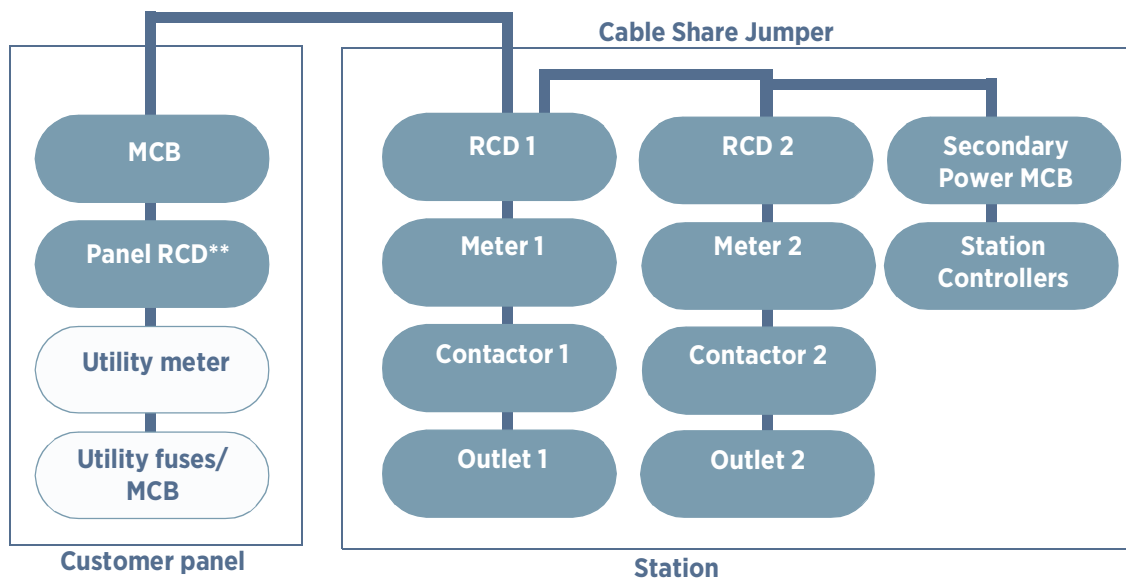 Cable Share Jumper
MCB
Panel RCD**
Utility meter
Utility fuses/
MCB
Customer panel
RCD 1
Meter 1
Contactor 1
Outlet 1
RCD 2
Meter 2
Contactor 2
Outlet 2
Secondary
Power MCB
Station
Controllers
Station